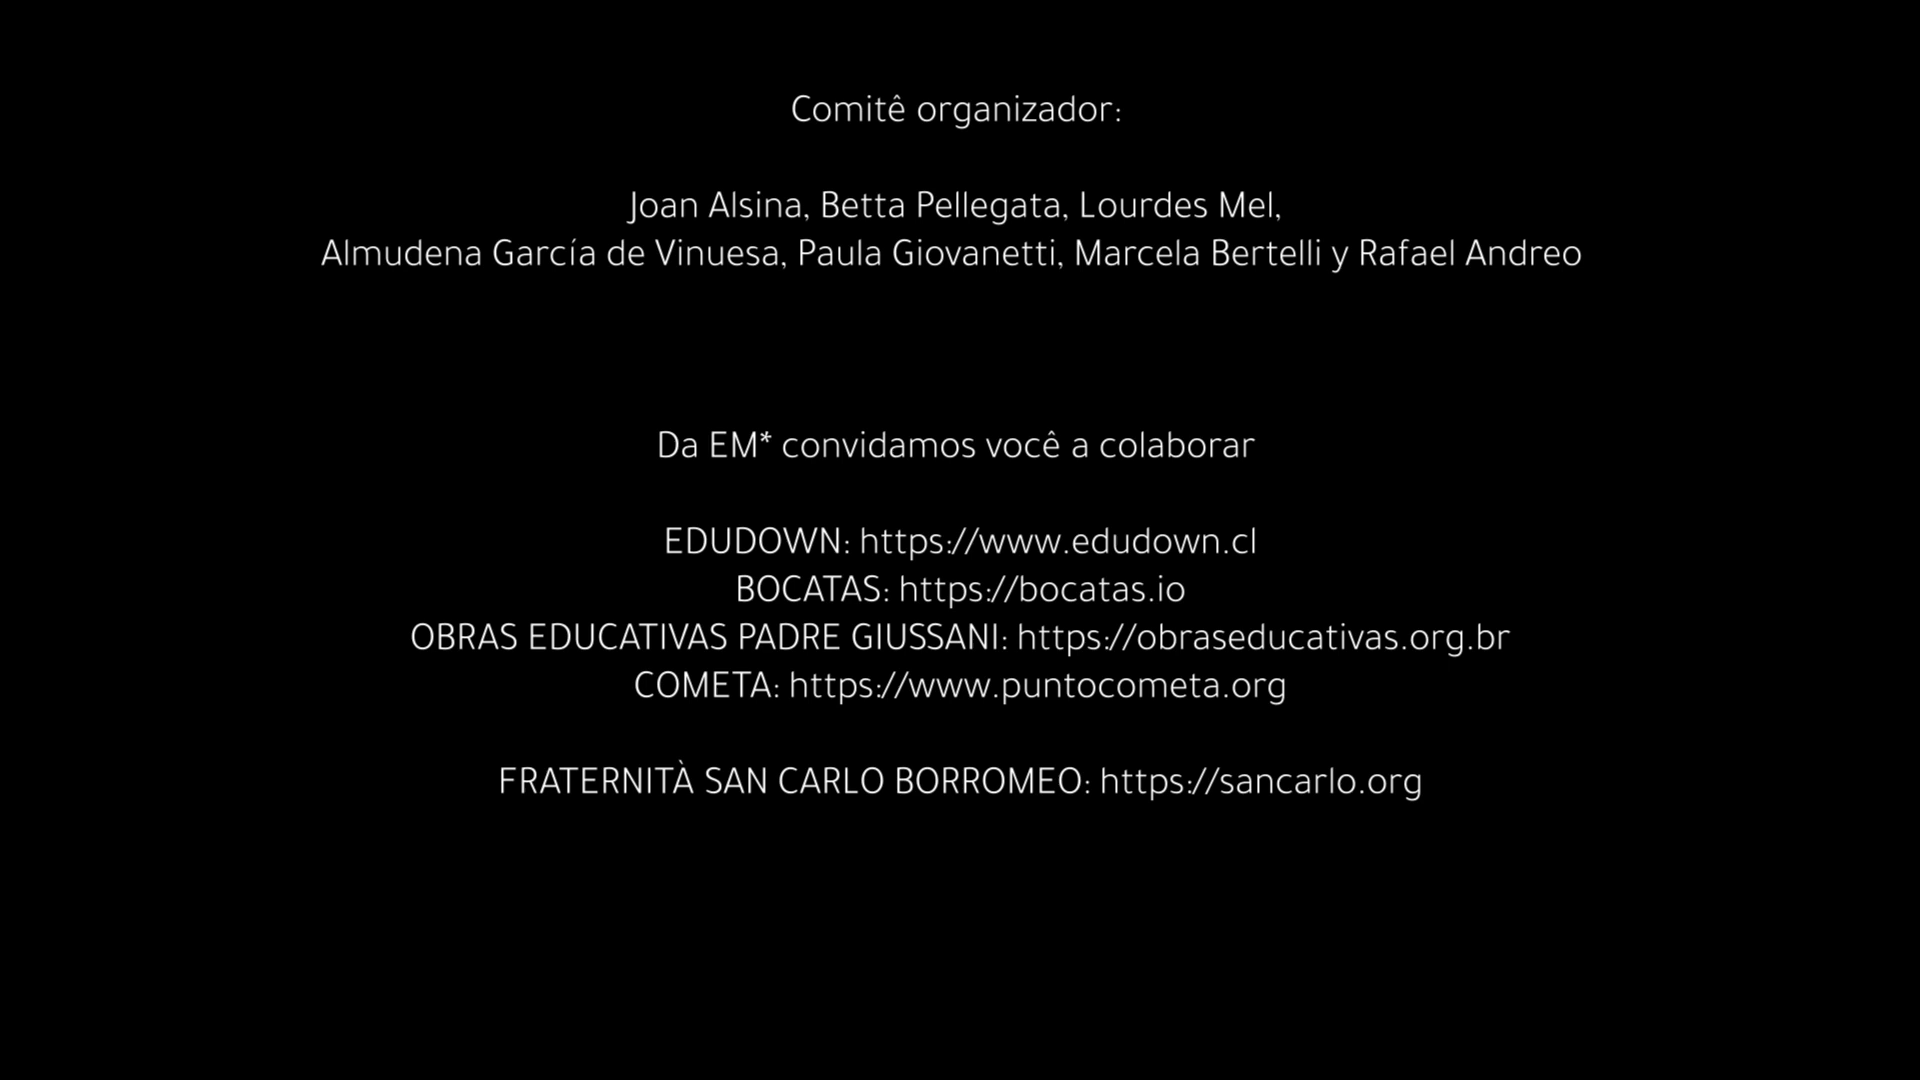 Comitê organizador:
Joan Alsina, Betta Pellegata, Lourdes Mel,
Almudena García de Vinuesa, Paula Giovanetti, Marcela Bertelli y Rafael Andreo
Da EM* convidamos você a colaborar
EDUDOWN: https://www.edudown.cl
BOCATAS: https://bocatas.io
OBRAS EDUCATIVAS PADRE GIUSSANI: https://obraseducativas.org.br
COMETA: https://www.puntocometa.org
FRATERNITÀ SAN CARLO BORROMEO: https://sancarlo.org